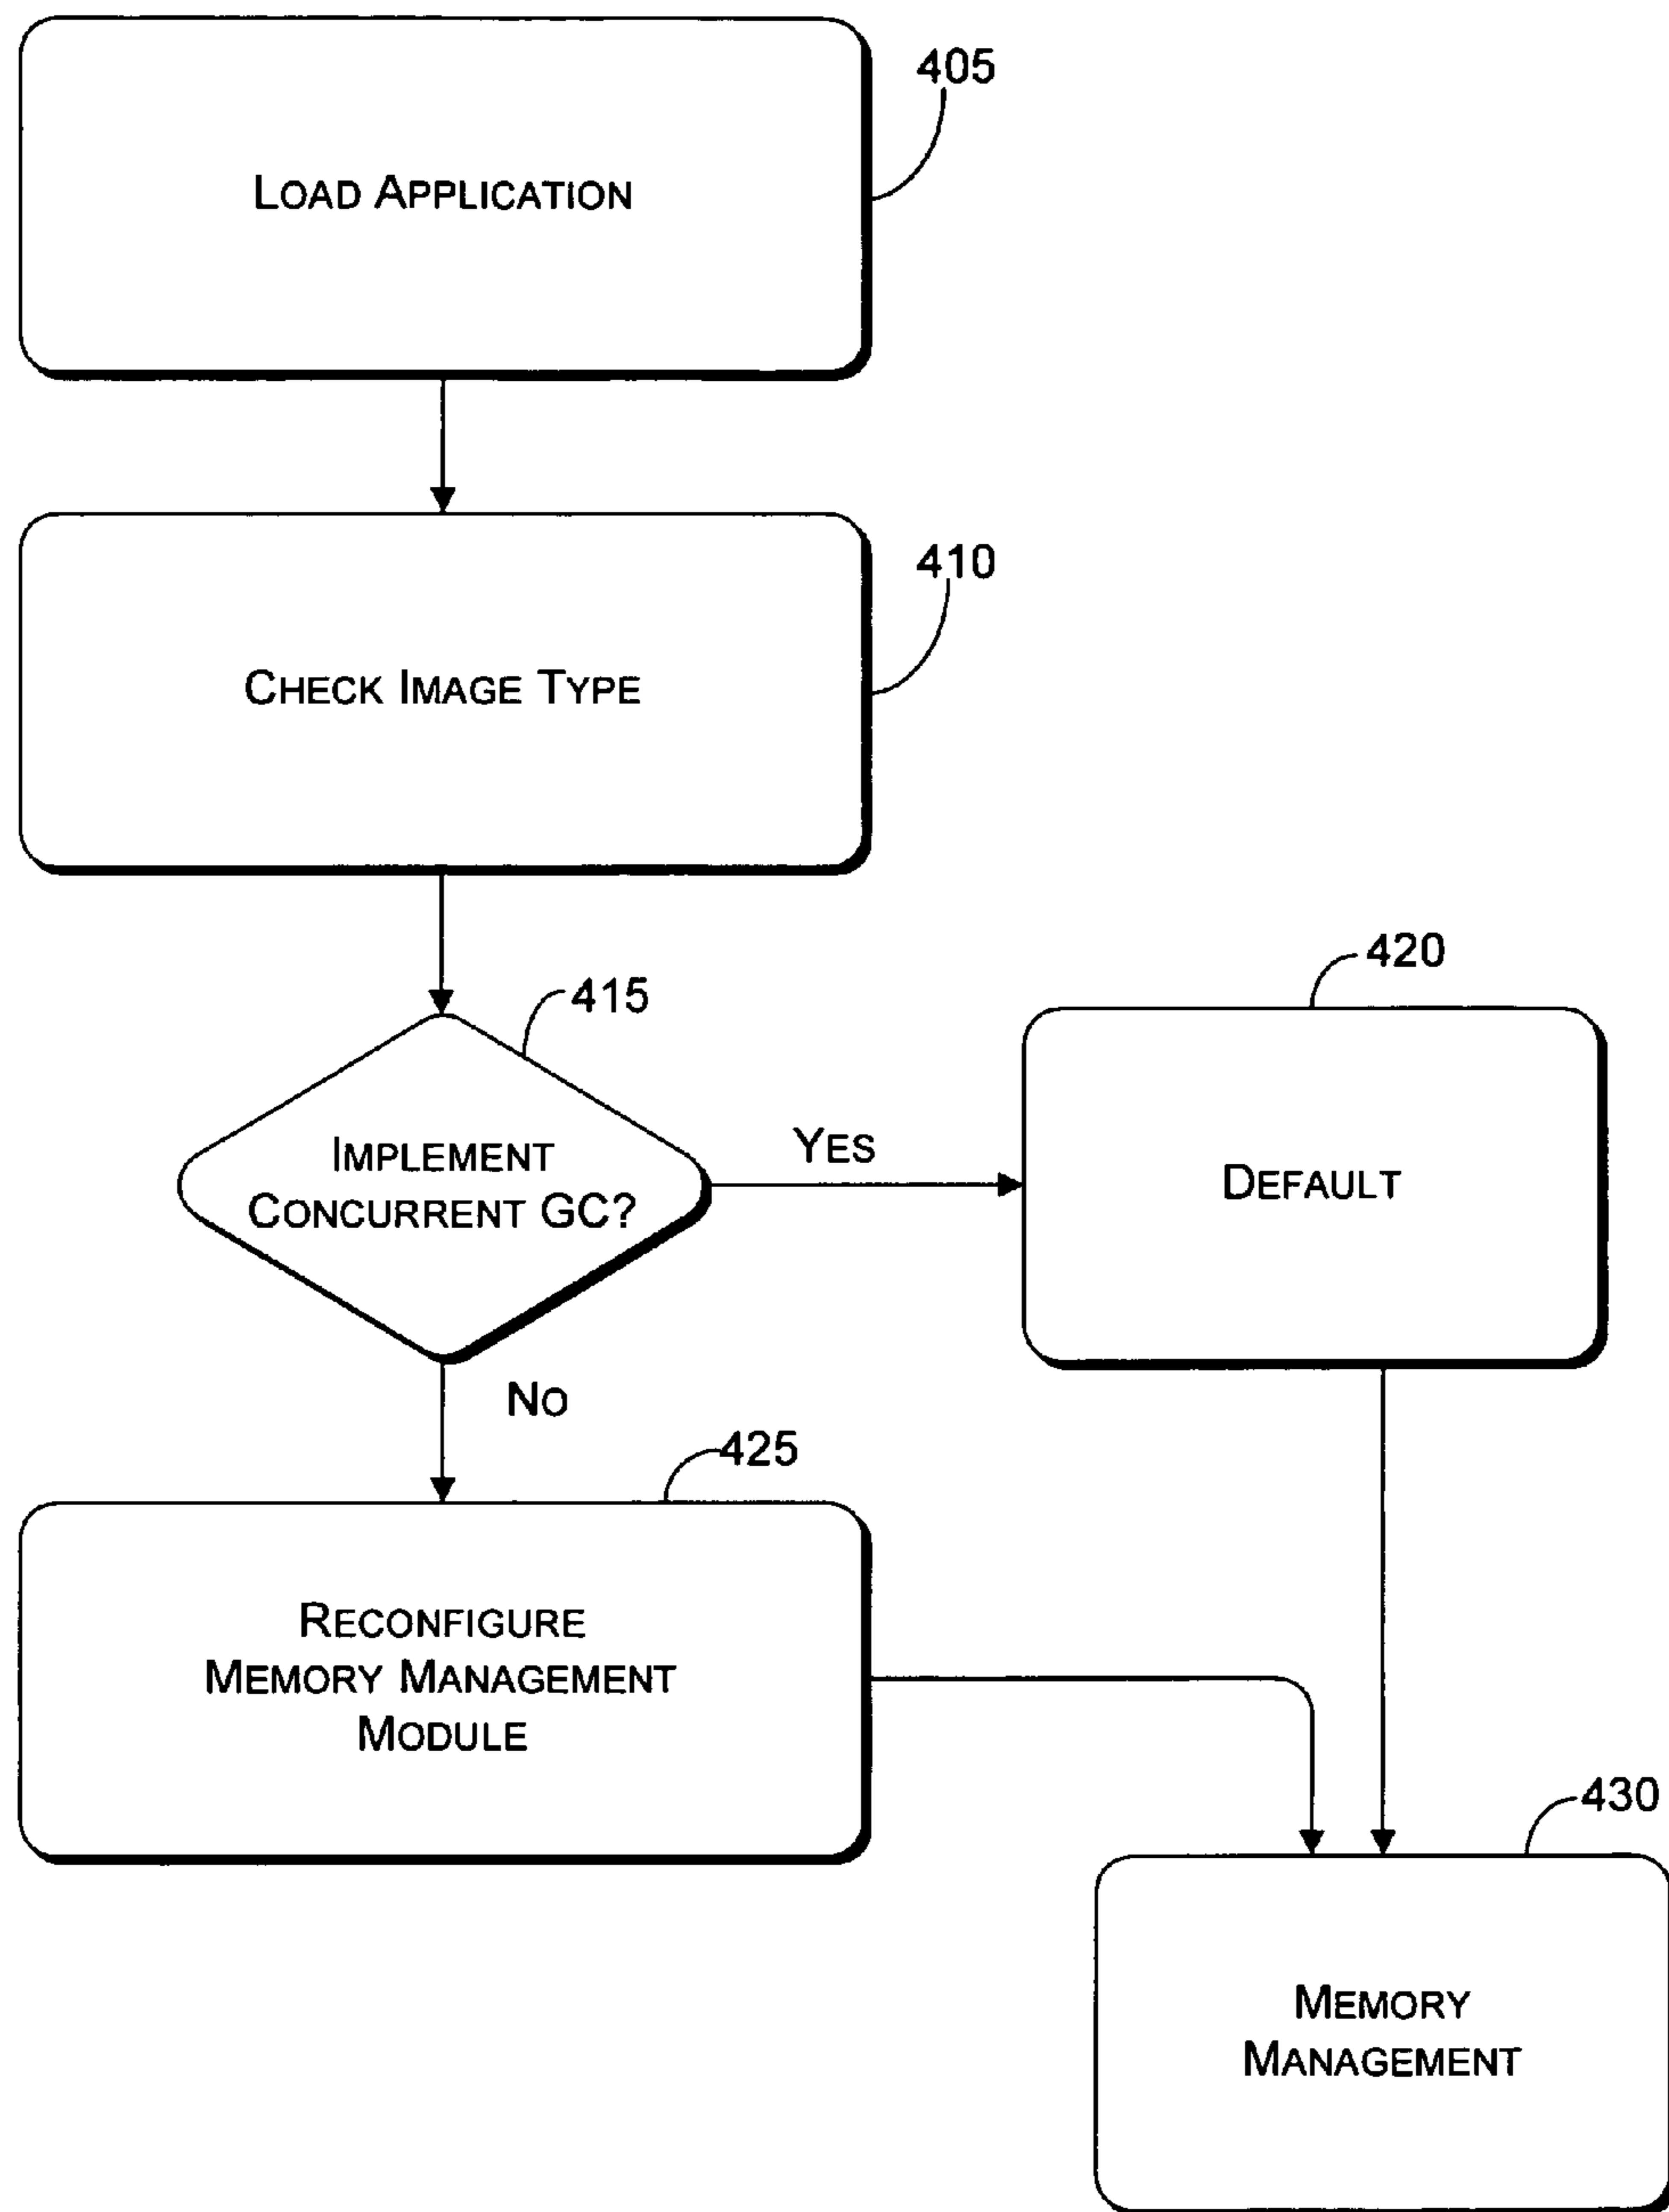 405
LOAD APPLICATION
410
CHECK IMAGE TYPE
415
IMPLEMENT
CONCURRENT GC?
YES
420
DEFAULT
NO
425
RECONFIGURE
MEMORY MANAGEMENT
MODULE
430
MEMORY
MANAGEMENT